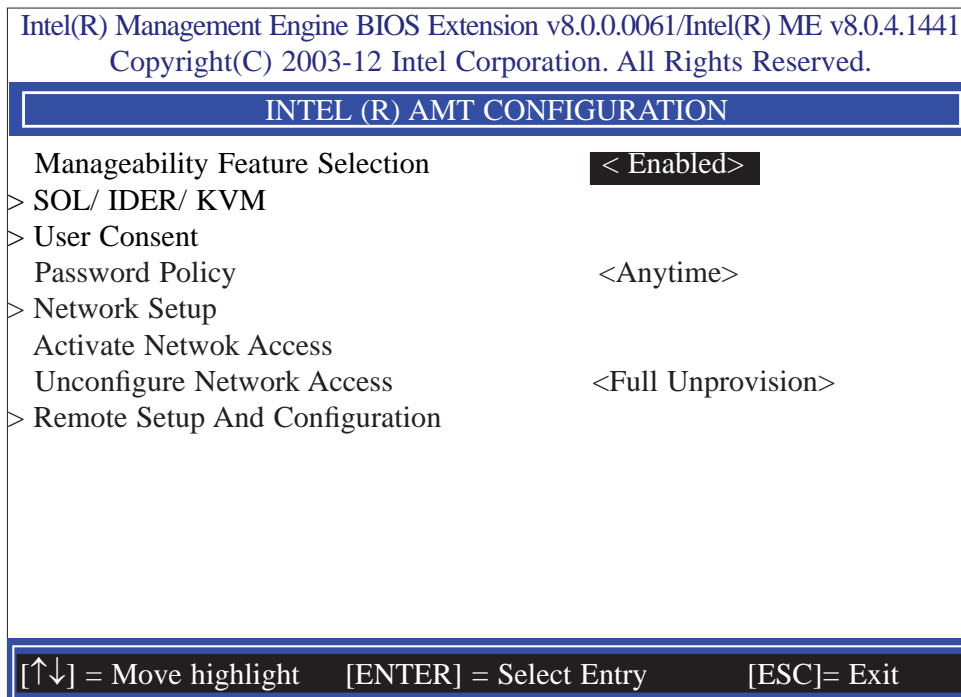 Intel(R) Management Engine BIOS Extension v8.0.0.0061/Intel(R) ME v8.0.4.1441
Copyright(C) 2003-12 Intel Corporation. All Rights Reserved.
INTEL (R) AMT CONFIGURATION
Manageability Feature Selection < Enabled>
> SOL/ IDER/ KVM
> User Consent
Password Policy <Anytime>
> Network Setup
Activate Netwok Access
Unconfigure Network Access <Full Unprovision>
> Remote Setup And Configuration
[↑↓] = Move highlight [ENTER] = Select Entry [ESC]= Exit